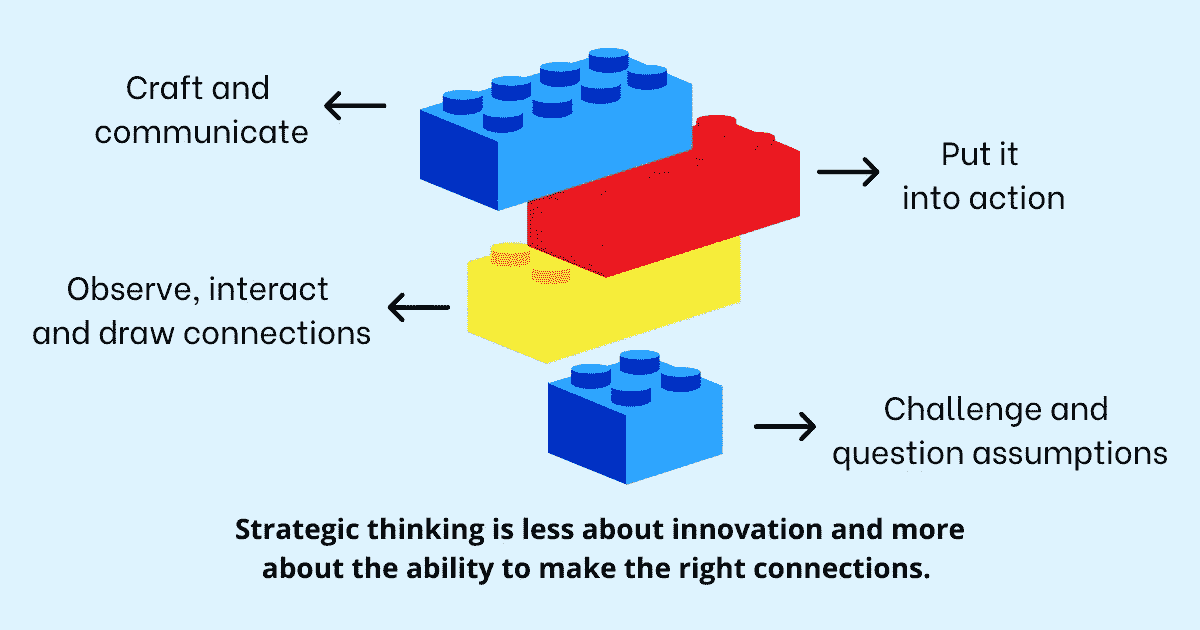 Craft and
communicate
Put it
into action
Observe, interact
and draw connections
Challenge and
question assumptions
Strategic thinking is less about innovation and more
about the ability to make the right connections.